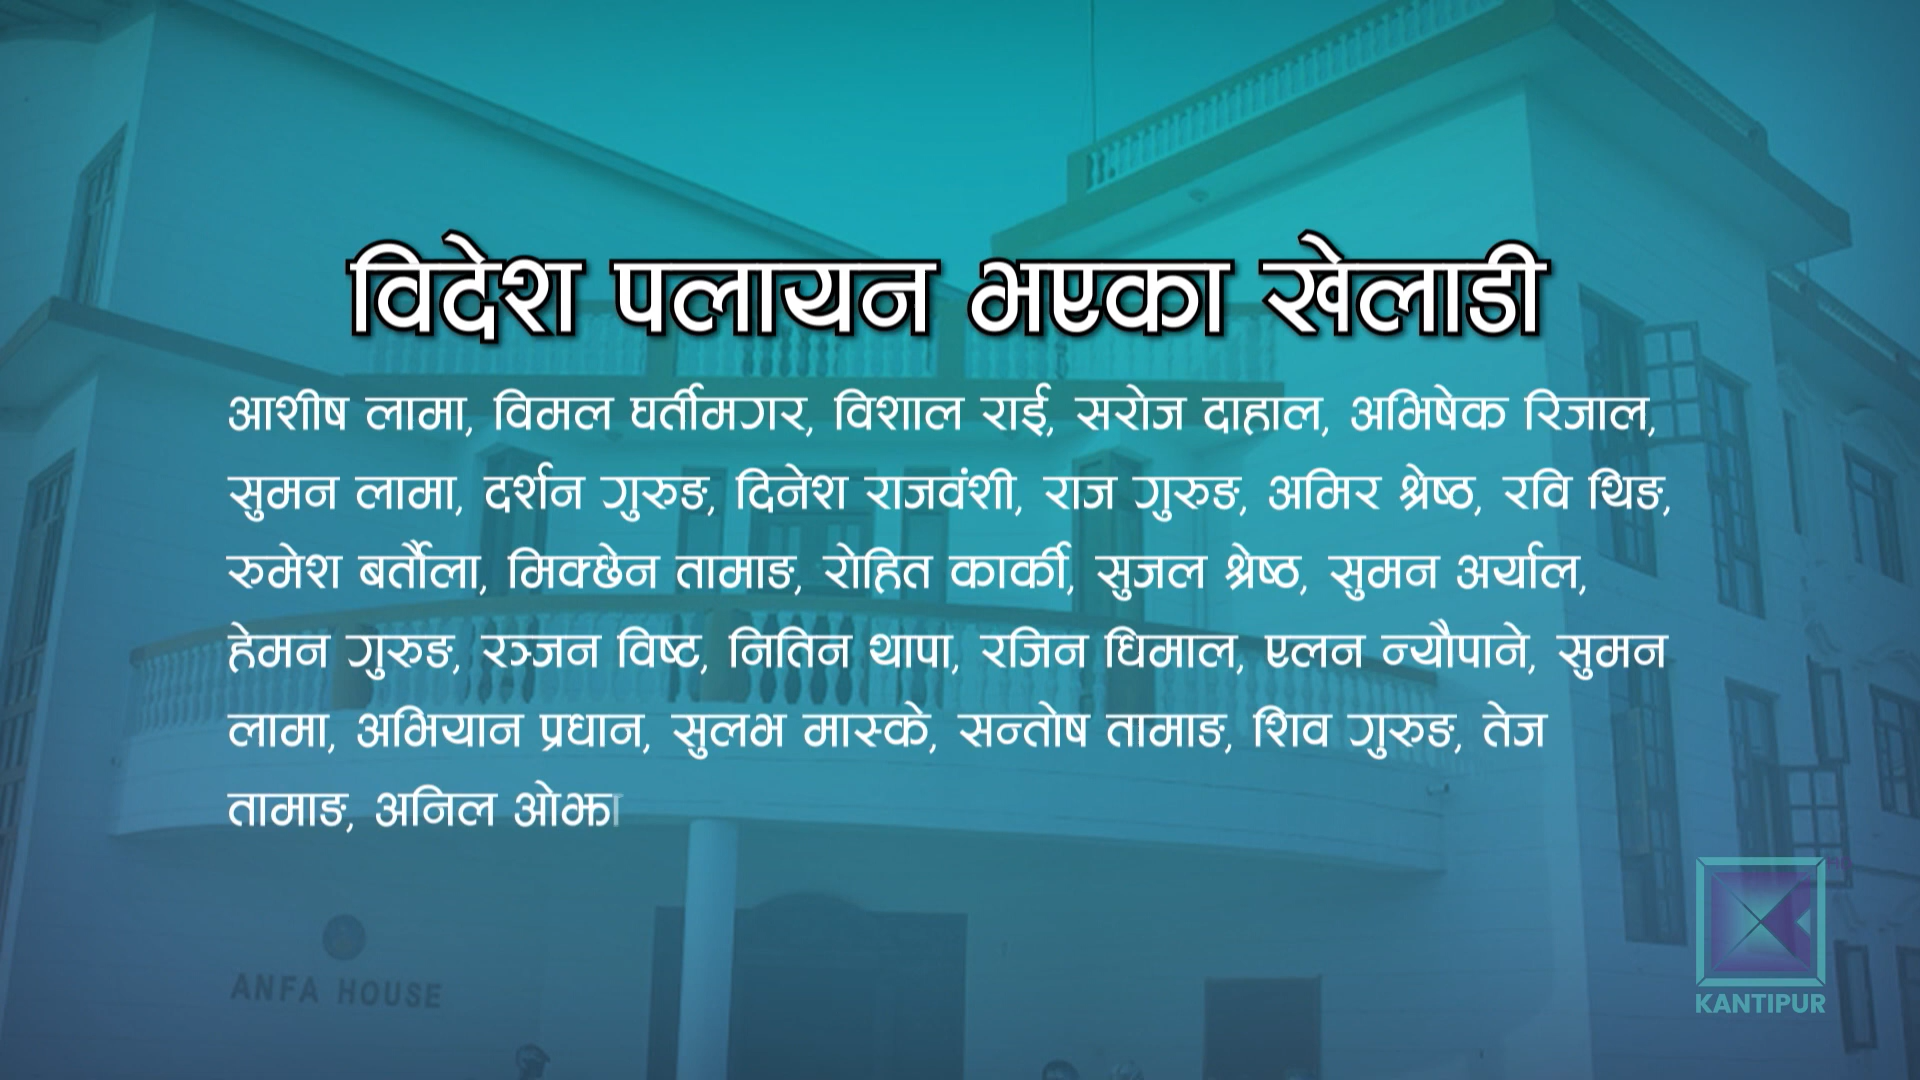 विदेश पलायन भएका खेलाडी
आशीष लामा, विमल घर्तीमगर, विशाल राई, सरोज दाहाल, अभिषेक रिजाल,
सुमन लामा, दर्शन गुरुङ, दिनेश राजवंशी, राज गुरुङ, अमिर श्रेष्ठ, रवि थिङ,
रुमेश बर्तौला, मिक्छेन तामाङ, रोहित कार्की, सुजल श्रेष्ठ, सुमन अर्याल,
हेमन गुरुङ, रञ्जन विष्ट, नितिन थापा, रजिन धिमाल, एलन न्यौपाने, सुमन
लामा, अभियान प्रधान, सुलभ मास्के, सन्तोष तामाङ, शिव गुरुङ, तेज
तामाङ, अनिल ओझा
ANFA HOUSE
KANTIPUR